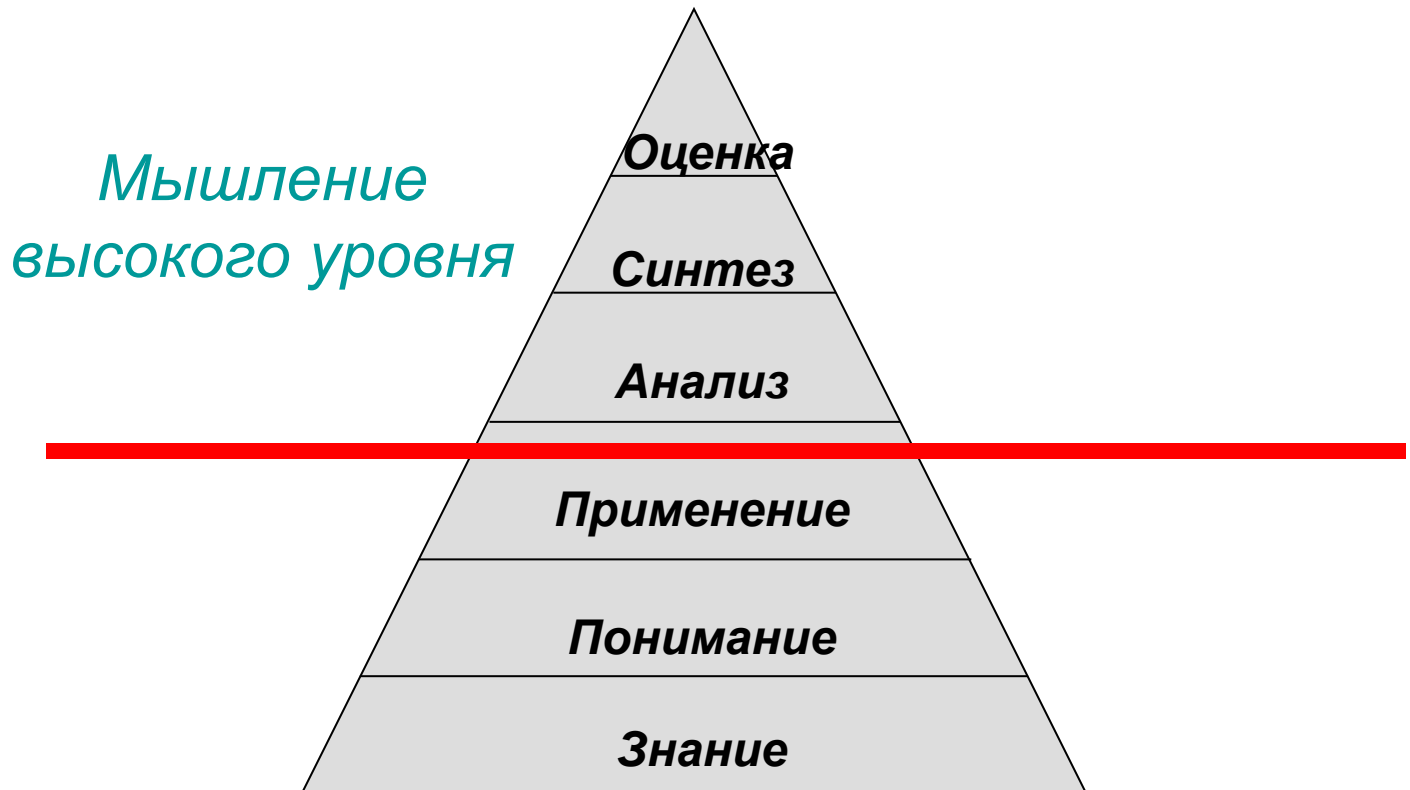 Мышление
высокого уровня
Оценка
Синтез
Анализ
Применение
Понимание
Знание